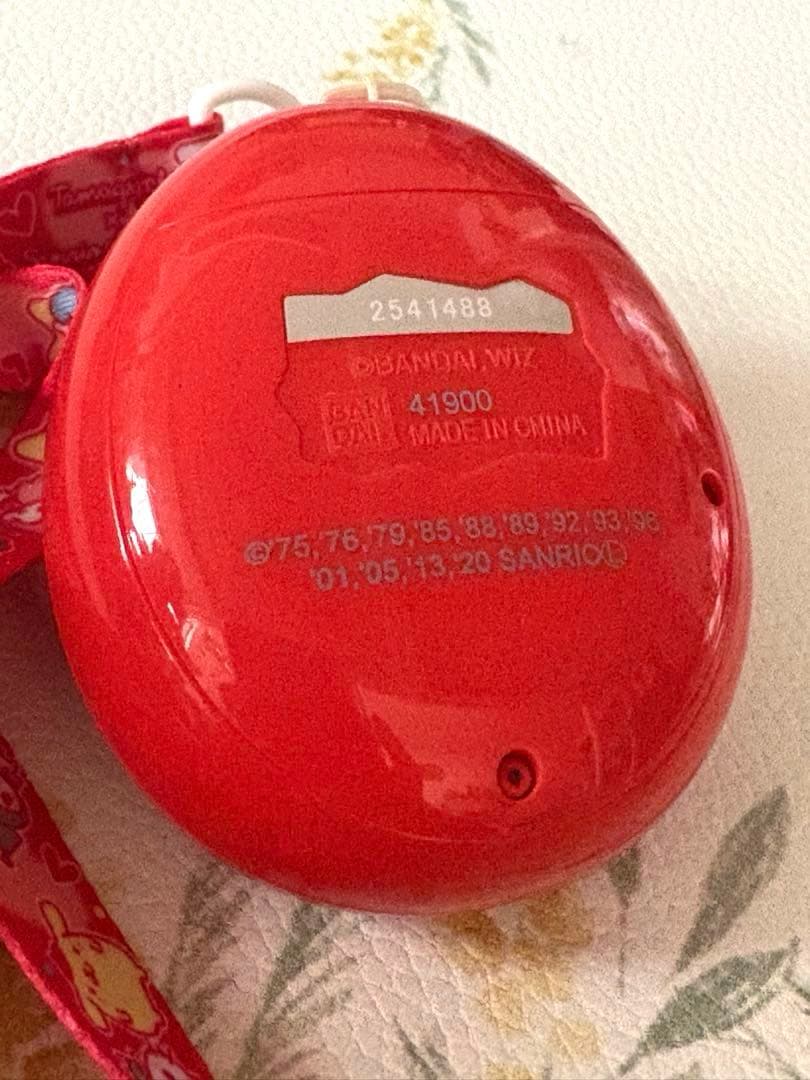 Tamagotchi
2541488
©BANDAI, WIZ
BAN
DAI
41900
MADE IN CHINA
©'75,'76,'79,'85,'88,'89,'92,'93,'96,
'01,'05,'13,'20 SANRIO Ⓛ